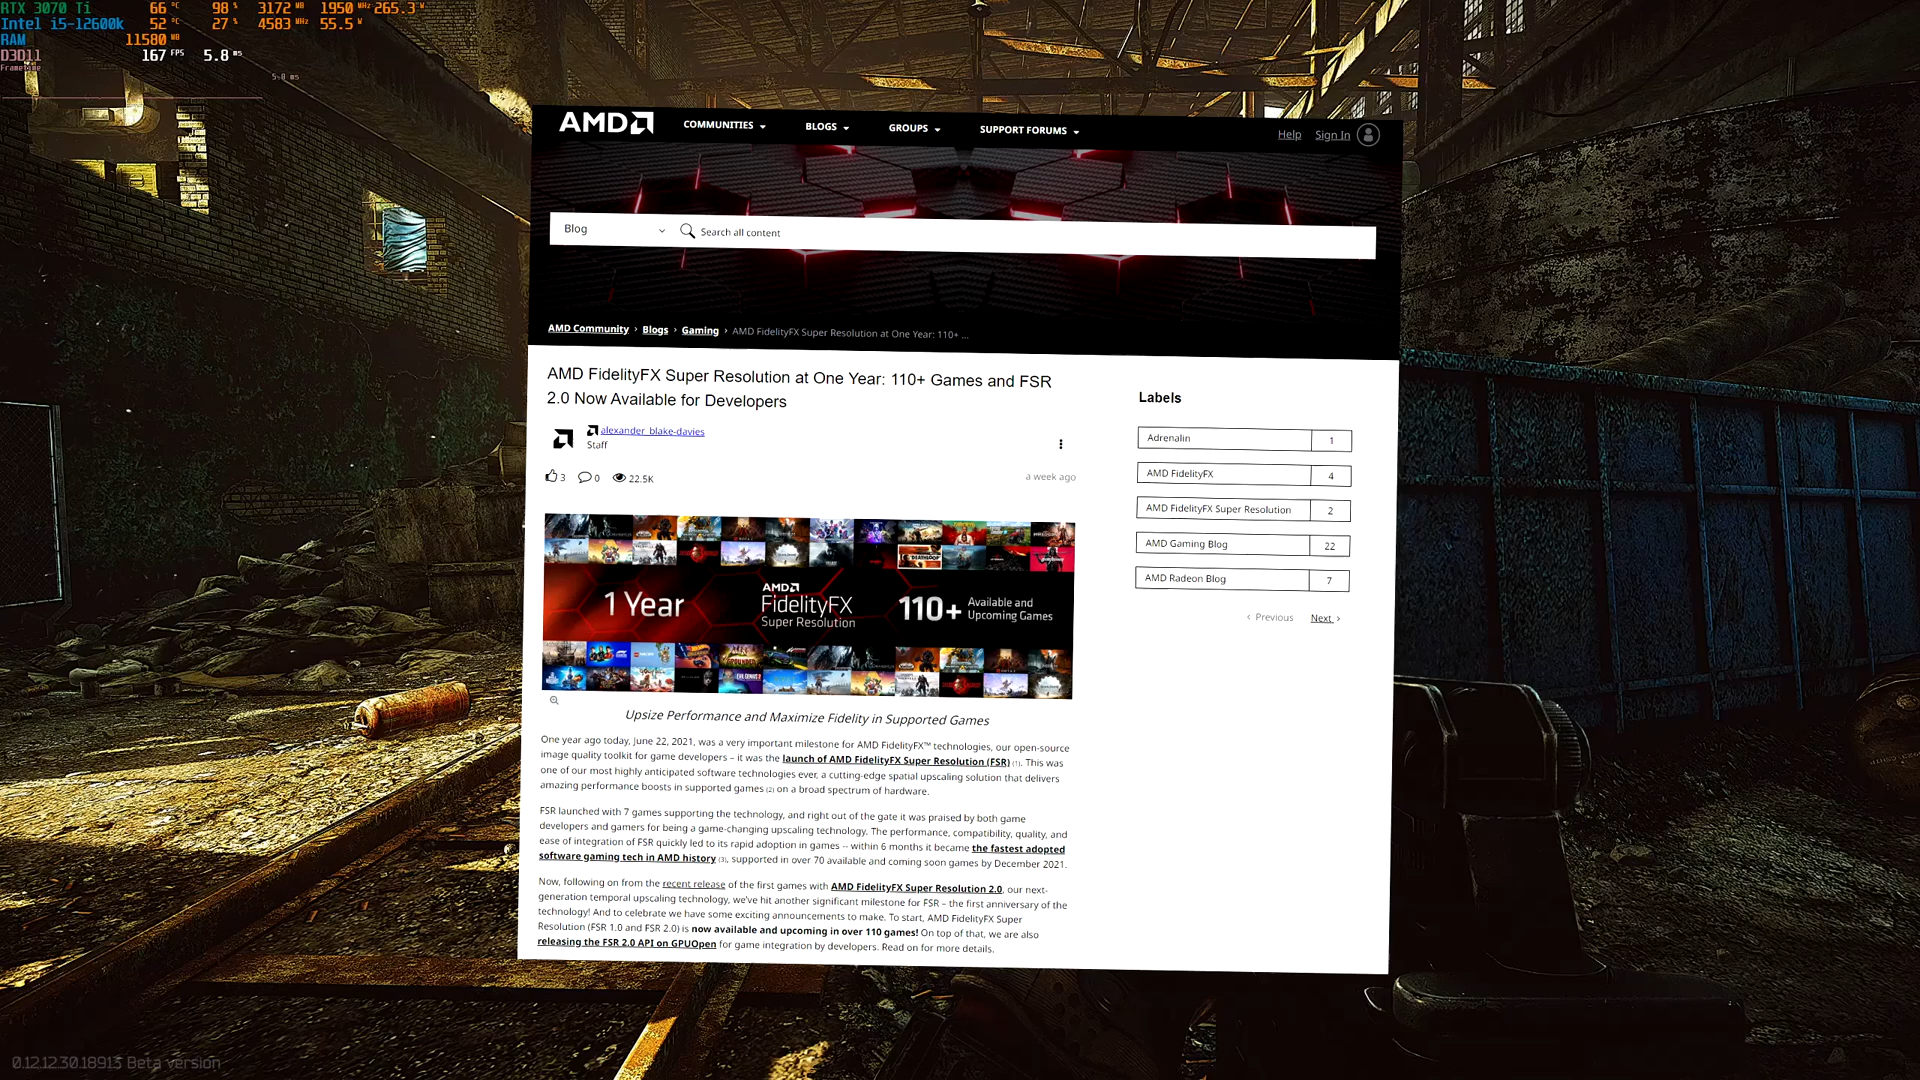 RTX 3070 Ti 66 °C 98 % 3172 MB 1950 MHz 265.3 W
Intel i5-12600k 52 °C 27 % 4583 MHz 55.5 W
RAM 11580 MB
D3D11 167 FPS 5.8 ms
Frametime
5.8 ms
AMD
COMMUNITIES BLOGS GROUPS SUPPORT FORUMS Help Sign In
Blog Search all content
AMD Community › Blogs › Gaming › AMD FidelityFX Super Resolution at One Year: 110+ ...
AMD FidelityFX Super Resolution at One Year: 110+ Games and FSR
2.0 Now Available for Developers
alexander_blake-davies
Staff
3 0 22.5K a week ago
1 Year
AMD
FidelityFX
Super Resolution
110+ Available and
Upcoming Games
DEATHLOOP
Upsize Performance and Maximize Fidelity in Supported Games
One year ago today, June 22, 2021, was a very important milestone for AMD FidelityFX™ technologies, our open-source
image quality toolkit for game developers – it was the launch of AMD FidelityFX Super Resolution (FSR) (1). This was
one of our most highly anticipated software technologies ever, a cutting-edge spatial upscaling solution that delivers
amazing performance boosts in supported games (2) on a broad spectrum of hardware.
FSR launched with 7 games supporting the technology, and right out of the gate it was praised by both game
developers and gamers for being a game-changing upscaling technology. The performance, compatibility, quality, and
ease of integration of FSR quickly led to its rapid adoption in games -- within 6 months it became the fastest adopted
software gaming tech in AMD history (3), supported in over 70 available and coming soon games by December 2021.
Now, following on from the recent release of the first games with AMD FidelityFX Super Resolution 2.0, our next-
generation temporal upscaling technology, we've hit another significant milestone for FSR – the first anniversary of the
technology! And to celebrate we have some exciting announcements to make. To start, AMD FidelityFX Super
Resolution (FSR 1.0 and FSR 2.0) is now available and upcoming in over 110 games! On top of that, we are also
releasing the FSR 2.0 API on GPUOpen for game integration by developers. Read on for more details.
Labels
Adrenalin 1
AMD FidelityFX 4
AMD FidelityFX Super Resolution 2
AMD Gaming Blog 22
AMD Radeon Blog 7
‹ Previous Next ›
0.12.12.30.18913 Beta version